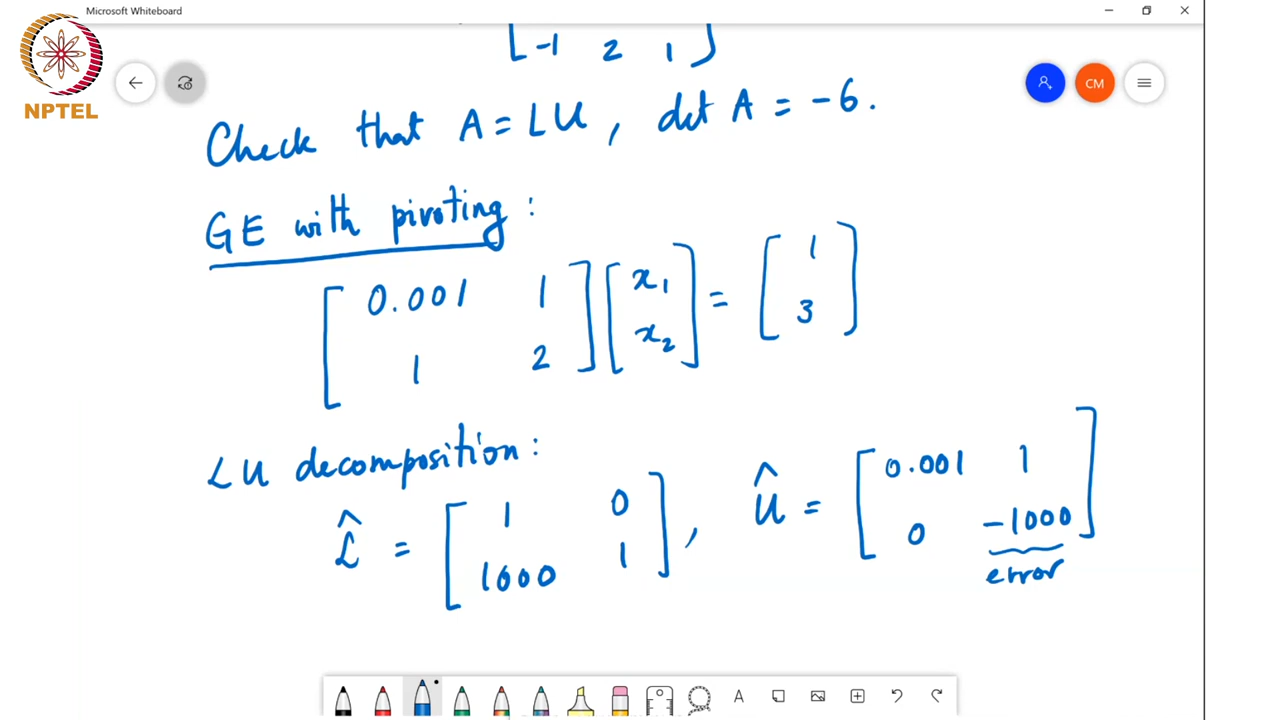 Microsoft Whiteboard
NPTEL
CM
[-1 2 1]
Check that A = LU, det A = -6.
GE with pivoting:
[0.001 1] [x₁] = [1]
[1 2] [x₂] [3]
LU decomposition:
L̂ = [1 0], Û = [0.001 1]
[1000 1] [0 -1000]
error
A